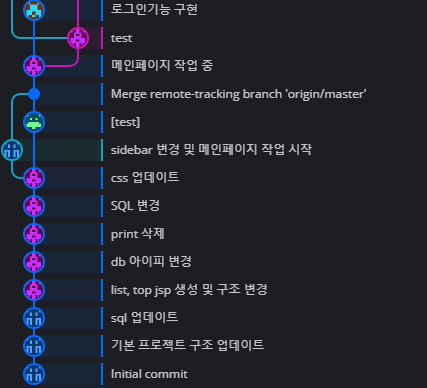 로그인기능 구현
test
메인페이지 작업 중
Merge remote-tracking branch 'origin/master'
[test]
sidebar 변경 및 메인페이지 작업 시작
css 업데이트
SQL 변경
print 삭제
db 아이피 변경
list, top jsp 생성 및 구조 변경
sql 업데이트
기본 프로젝트 구조 업데이트
Initial commit